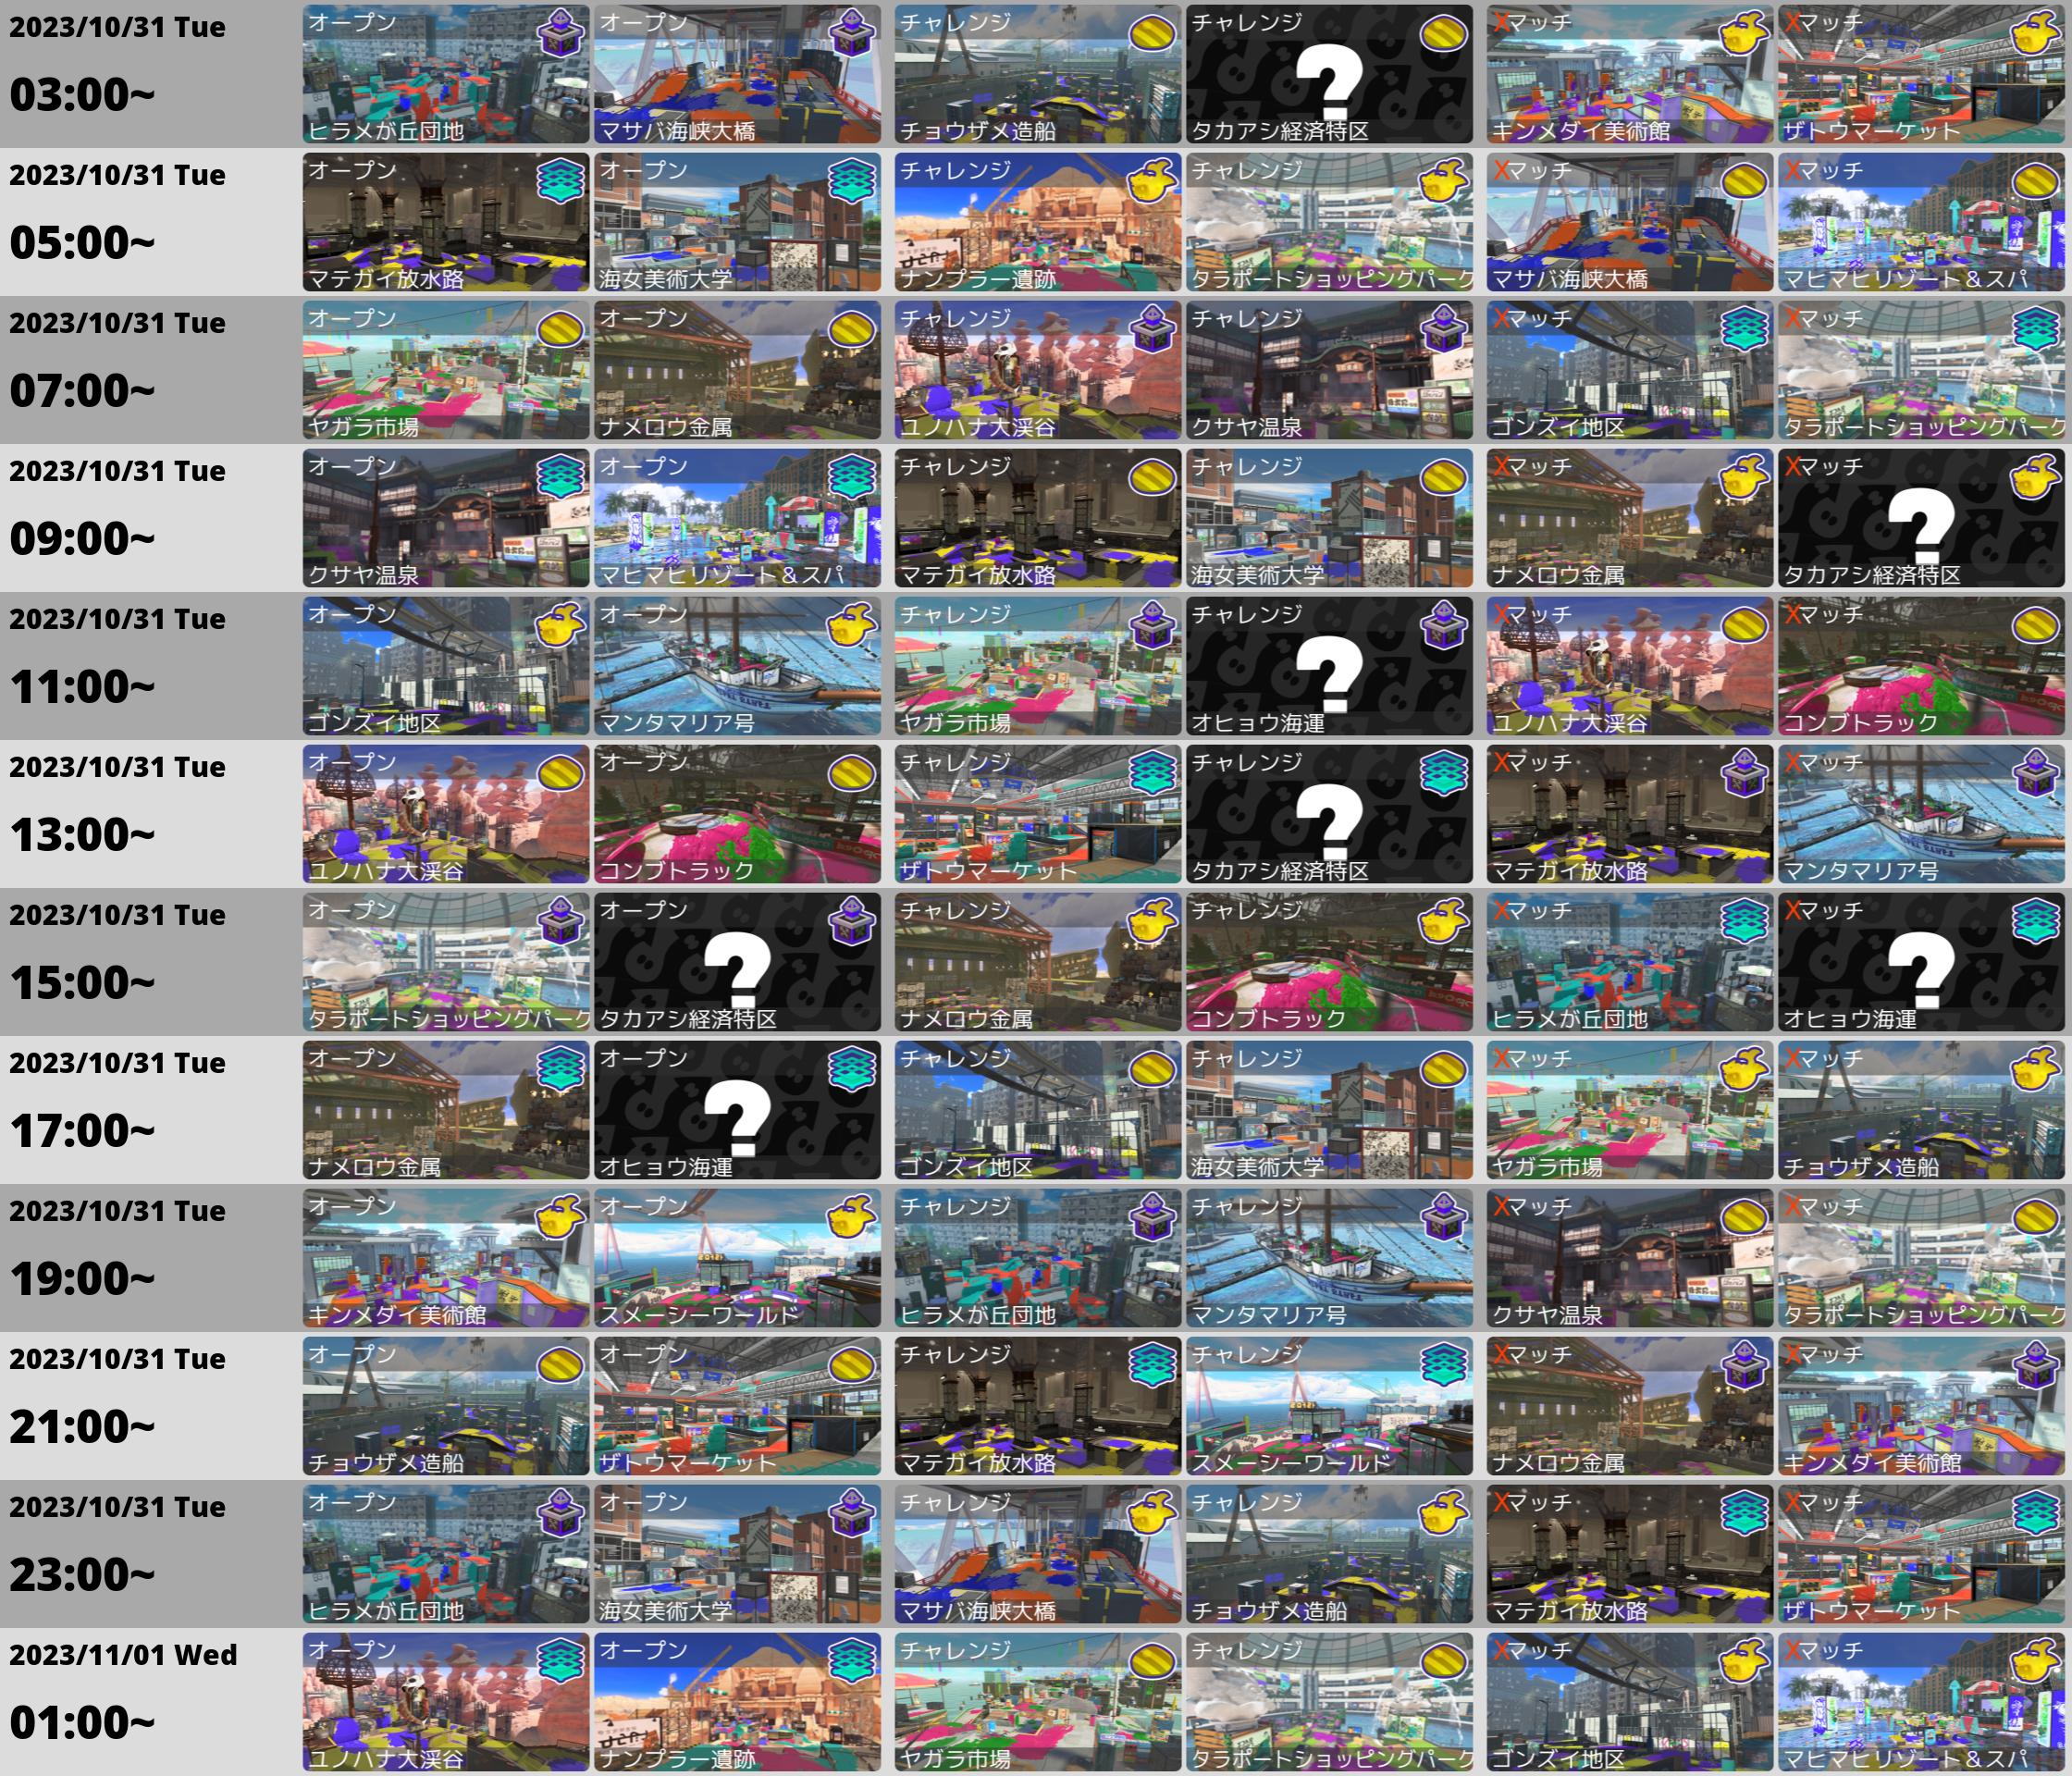 2023/10/31 Tue
03:00~
オープン オープン チャレンジ チャレンジ Xマッチ Xマッチ
ヒラメが丘団地 マサバ海峡大橋 チョウザメ造船 タカアシ経済特区 キンメダイ美術館 ザトウマーケット
2023/10/31 Tue
05:00~
オープン オープン チャレンジ チャレンジ Xマッチ Xマッチ
マテガイ放水路 海女美術大学 ナンプラー遺跡 タラポートショッピングパーク マサバ海峡大橋 マヒマヒリゾート&スパ
2023/10/31 Tue
07:00~
オープン オープン チャレンジ チャレンジ Xマッチ Xマッチ
ヤガラ市場 ナメロウ金属 ユノハナ大渓谷 クサヤ温泉 ゴンズイ地区 タラポートショッピングパーク
2023/10/31 Tue
09:00~
オープン オープン チャレンジ チャレンジ Xマッチ Xマッチ
クサヤ温泉 マヒマヒリゾート&スパ マテガイ放水路 海女美術大学 ナメロウ金属 タカアシ経済特区
2023/10/31 Tue
11:00~
オープン オープン チャレンジ チャレンジ Xマッチ Xマッチ
ゴンズイ地区 マンタマリア号 ヤガラ市場 オヒョウ海運 ユノハナ大渓谷 コンブトラック
2023/10/31 Tue
13:00~
オープン オープン チャレンジ チャレンジ Xマッチ Xマッチ
ユノハナ大渓谷 コンブトラック ザトウマーケット タカアシ経済特区 マテガイ放水路 マンタマリア号
2023/10/31 Tue
15:00~
オープン オープン チャレンジ チャレンジ Xマッチ Xマッチ
タラポートショッピングパーク タカアシ経済特区 ナメロウ金属 コンブトラック ヒラメが丘団地 オヒョウ海運
2023/10/31 Tue
17:00~
オープン オープン チャレンジ チャレンジ Xマッチ Xマッチ
ナメロウ金属 オヒョウ海運 ゴンズイ地区 海女美術大学 ヤガラ市場 チョウザメ造船
2023/10/31 Tue
19:00~
オープン オープン チャレンジ チャレンジ Xマッチ Xマッチ
キンメダイ美術館 スメーシーワールド ヒラメが丘団地 マンタマリア号 クサヤ温泉 タラポートショッピングパーク
2023/10/31 Tue
21:00~
オープン オープン チャレンジ チャレンジ Xマッチ Xマッチ
チョウザメ造船 ザトウマーケット マテガイ放水路 スメーシーワールド ナメロウ金属 キンメダイ美術館
2023/10/31 Tue
23:00~
オープン オープン チャレンジ チャレンジ Xマッチ Xマッチ
ヒラメが丘団地 海女美術大学 マサバ海峡大橋 チョウザメ造船 マテガイ放水路 ザトウマーケット
2023/11/01 Wed
01:00~
オープン オープン チャレンジ チャレンジ Xマッチ Xマッチ
ユノハナ大渓谷 ナンプラー遺跡 ヤガラ市場 タラポートショッピングパーク ゴンズイ地区 マヒマヒリゾート&スパ